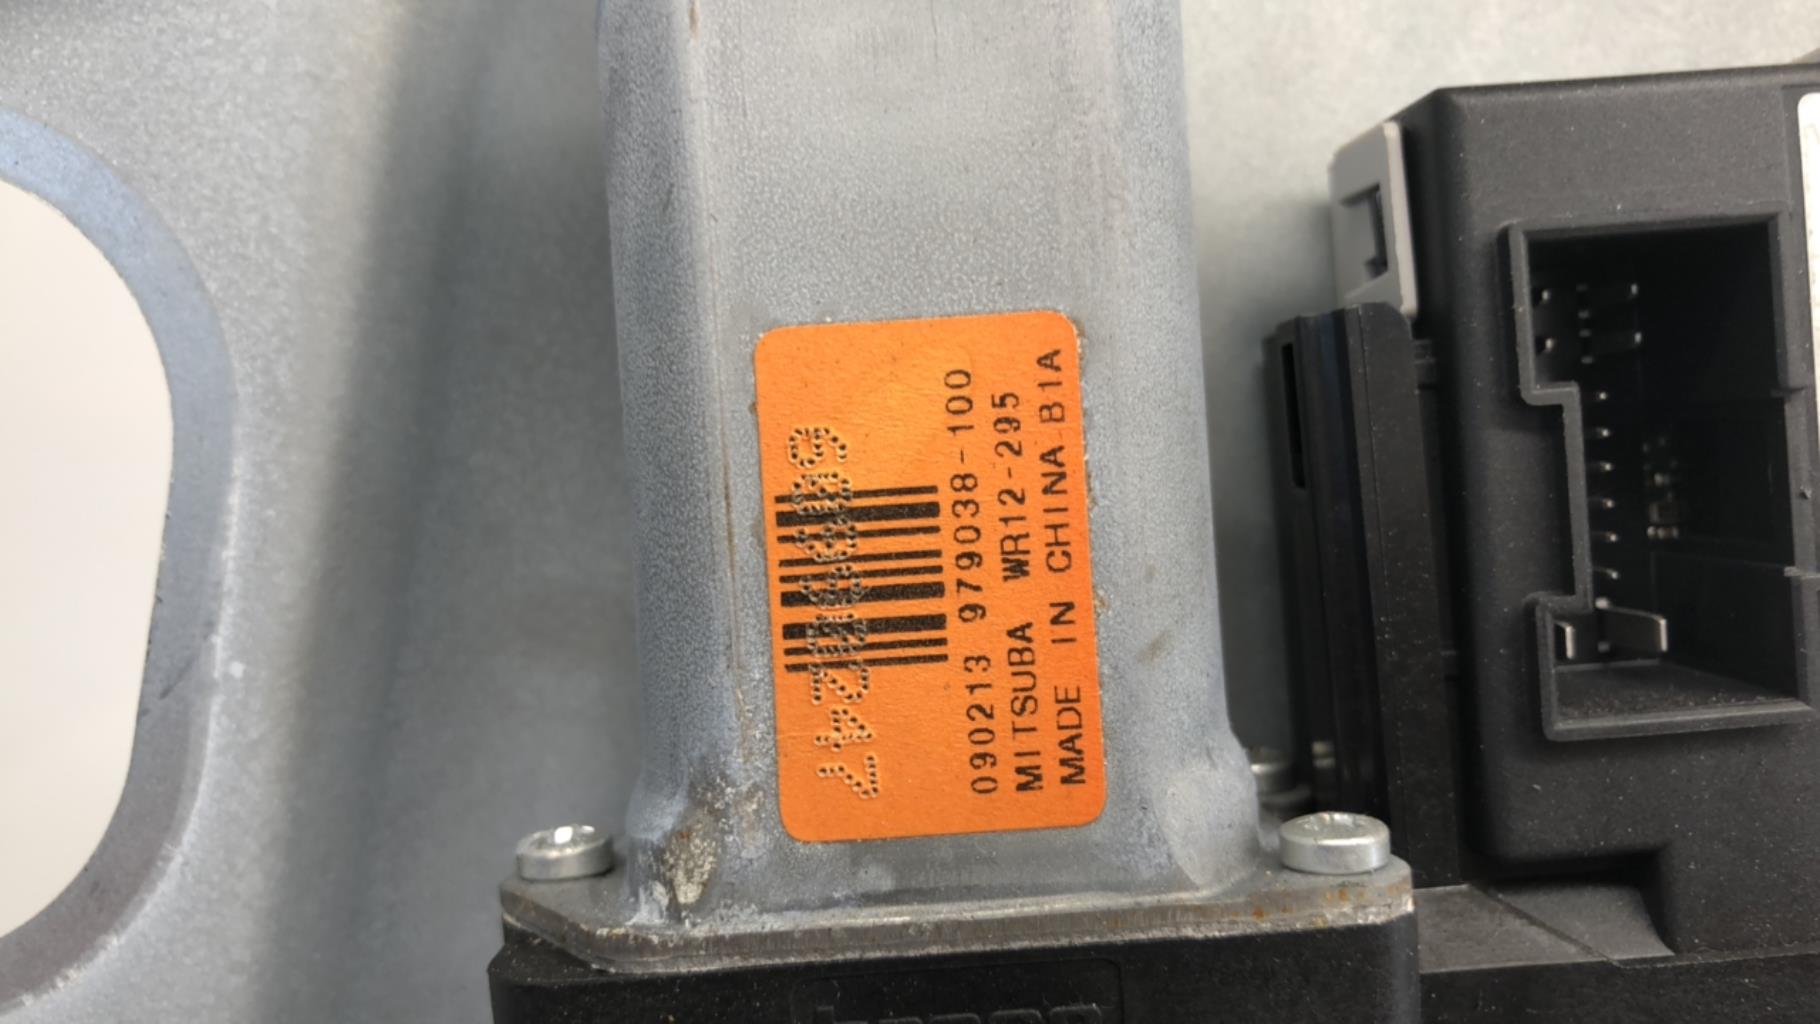 090213 979038-100
MITSUBA WR12-295
MADE IN CHINA B1A